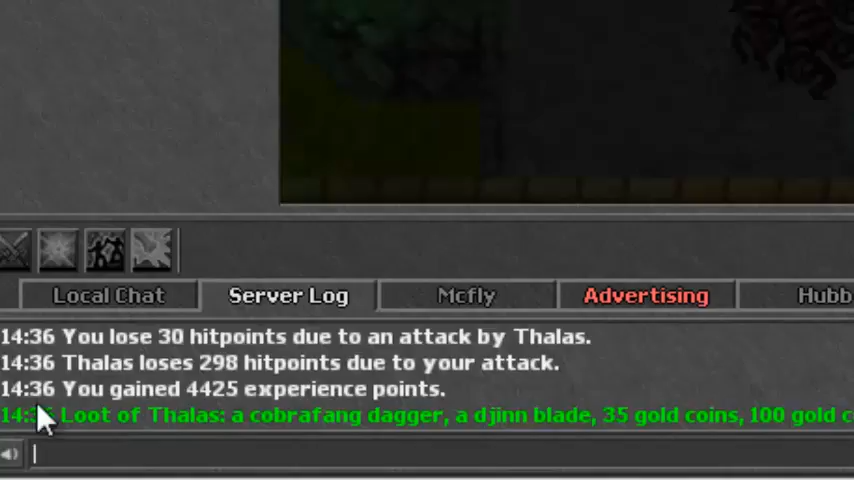 Local Chat Server Log Mcfly Advertising Hubb
14:36 You lose 30 hitpoints due to an attack by Thalas.
14:36 Thalas loses 298 hitpoints due to your attack.
14:36 You gained 4425 experience points.
14:36 Loot of Thalas: a cobrafang dagger, a djinn blade, 35 gold coins, 100 gold c